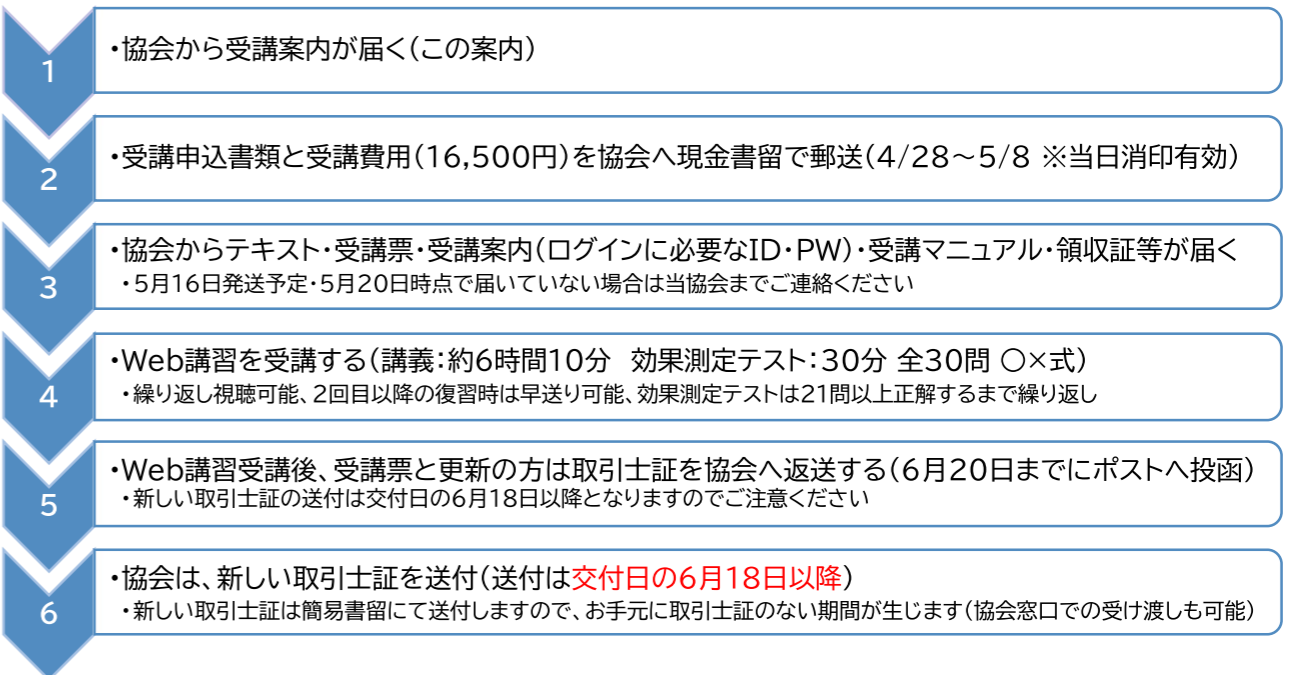 1
・協会から受講案内が届く（この案内）
2
・受講申込書類と受講費用（16,500円）を協会へ現金書留で郵送（4/28～5/8 ※当日消印有効）
3
・協会からテキスト・受講票・受講案内（ログインに必要なID・PW）・受講マニュアル・領収証等が届く
・5月16日発送予定・5月20日時点で届いていない場合は当協会までご連絡ください
4
・Web講習を受講する（講義：約6時間10分　効果測定テスト：30分 全30問 〇×式）
・繰り返し視聴可能、2回目以降の復習時は早送り可能、効果測定テストは21問以上正解するまで繰り返し
5
・Web講習受講後、受講票と更新の方は取引士証を協会へ返送する（6月20日までにポストへ投函）
・新しい取引士証の送付は交付日の6月18日以降となりますのでご注意ください
6
・協会は、新しい取引士証を送付（送付は交付日の6月18日以降）
・新しい取引士証は簡易書留にて送付しますので、お手元に取引士証のない期間が生じます（協会窓口での受け渡しも可能）